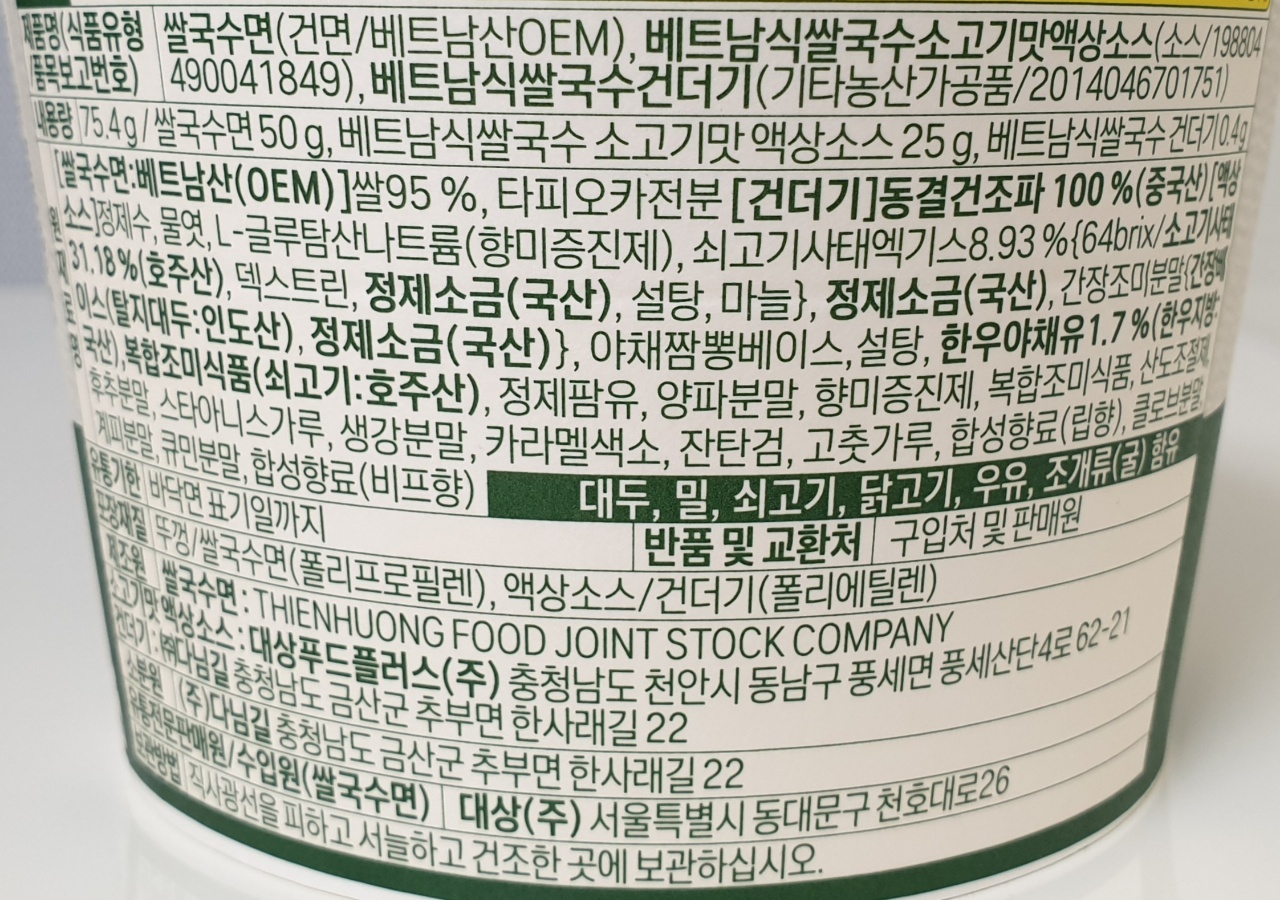 제품명(식품유형 쌀국수면(건면/베트남산OEM), 베트남식쌀국수소고기맛액상소스(소스/198804
품목보고번호) 490041849), 베트남식쌀국수건더기(기타농산가공품/2014046701751)
내용량 75.4g/쌀국수면 50g, 베트남식쌀국수 소고기맛 액상소스 25g, 베트남식쌀국수 건더기 0.4g
[쌀국수면:베트남산(OEM)]쌀95 %, 타피오카전분 [건더기]동결건조파 100 %(중국산) [액상
소스]정제수, 물엿, L-글루탐산나트륨(향미증진제), 쇠고기사태엑기스8.93 %{64brix/소고기사태
31.18 %(호주산), 덱스트린, 정제소금(국산), 설탕, 마늘}, 정제소금(국산), 간장조미분말{간장베
이스(탈지대두:인도산), 정제소금(국산)}, 야채짬뽕베이스, 설탕, 한우야채유1.7 %(한우지방:
국산),복합조미식품(쇠고기:호주산), 정제팜유, 양파분말, 향미증진제, 복합조미식품, 산도조절제,
후추분말, 스타아니스가루, 생강분말, 카라멜색소, 잔탄검, 고춧가루, 합성향료(립향), 클로브분말,
계피분말, 큐민분말, 합성향료(비프향)
대두, 밀, 쇠고기, 닭고기, 우유, 조개류(굴) 함유
유통기한 바닥면 표기일까지 반품 및 교환처 구입처 및 판매원
포장재질 뚜껑/쌀국수면(폴리프로필렌), 액상소스/건더기(폴리에틸렌)
제조원 쌀국수면 : THIENHUONG FOOD JOINT STOCK COMPANY
소고기맛액상소스 : 대상푸드플러스(주) 충청남도 천안시 동남구 풍세면 풍세산단4로 62-21
건더기 : ㈜다님길 충청남도 금산군 추부면 한사래길 22
소분원 (주)다님길 충청남도 금산군 추부면 한사래길 22
유통전문판매원/수입원(쌀국수면) 대상(주) 서울특별시 동대문구 천호대로26
보관방법 직사광선을 피하고 서늘하고 건조한 곳에 보관하십시오.